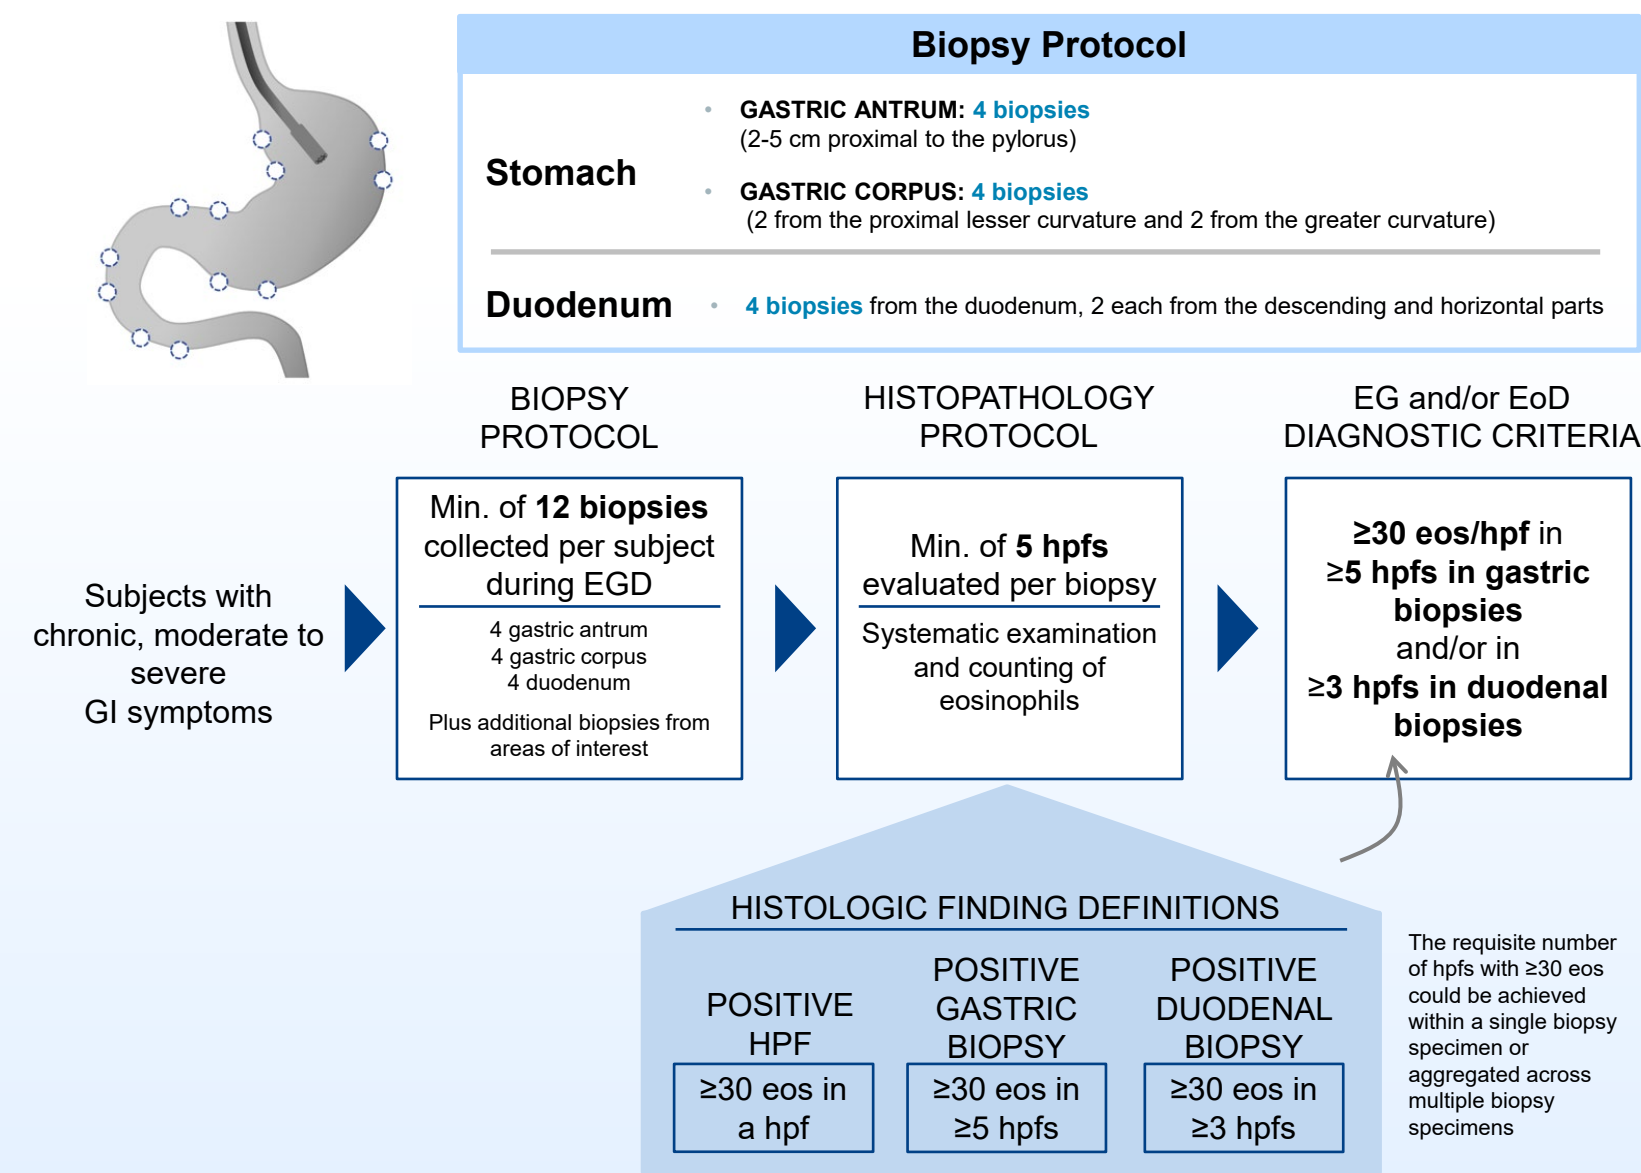 Biopsy Protocol
Stomach
• GASTRIC ANTRUM: 4 biopsies
(2-5 cm proximal to the pylorus)
• GASTRIC CORPUS: 4 biopsies
(2 from the proximal lesser curvature and 2 from the greater curvature)
Duodenum
• 4 biopsies from the duodenum, 2 each from the descending and horizontal parts
Subjects with
chronic, moderate to
severe
GI symptoms
BIOPSY
PROTOCOL
Min. of 12 biopsies
collected per subject
during EGD
4 gastric antrum
4 gastric corpus
4 duodenum
Plus additional biopsies from
areas of interest
HISTOPATHOLOGY
PROTOCOL
Min. of 5 hpfs
evaluated per biopsy
Systematic examination
and counting of
eosinophils
EG and/or EoD
DIAGNOSTIC CRITERIA
≥30 eos/hpf in
≥5 hpfs in gastric
biopsies
and/or in
≥3 hpfs in duodenal
biopsies
HISTOLOGIC FINDING DEFINITIONS
POSITIVE
HPF
≥30 eos in
a hpf
POSITIVE
GASTRIC
BIOPSY
≥30 eos in
≥5 hpfs
POSITIVE
DUODENAL
BIOPSY
≥30 eos in
≥3 hpfs
The requisite number
of hpfs with ≥30 eos
could be achieved
within a single biopsy
specimen or
aggregated across
multiple biopsy
specimens